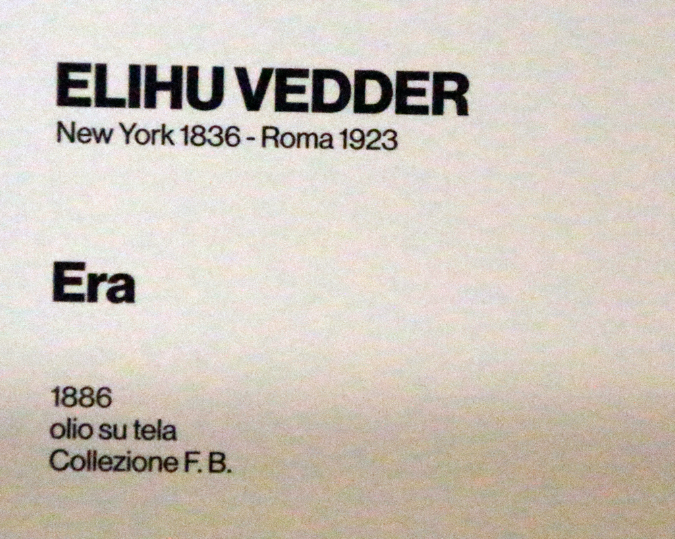 ELIHU VEDDER
New York 1836 - Roma 1923
Era
1886
olio su tela
Collezione F. B.